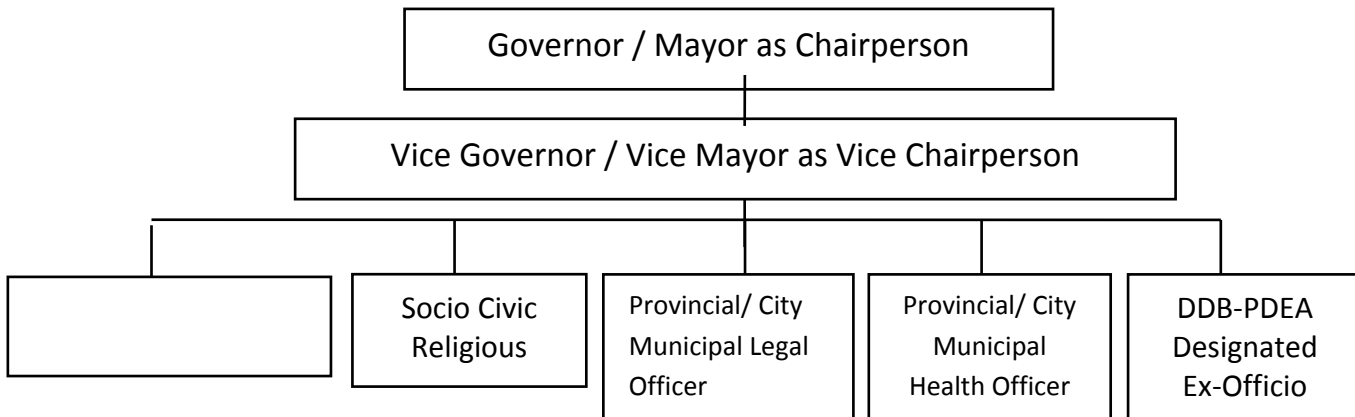 Governor / Mayor as Chairperson
Vice Governor / Vice Mayor as Vice Chairperson
Socio Civic
Religious
Provincial/ City
Municipal Legal
Officer
Provincial/ City
Municipal
Health Officer
DDB-PDEA
Designated
Ex-Officio